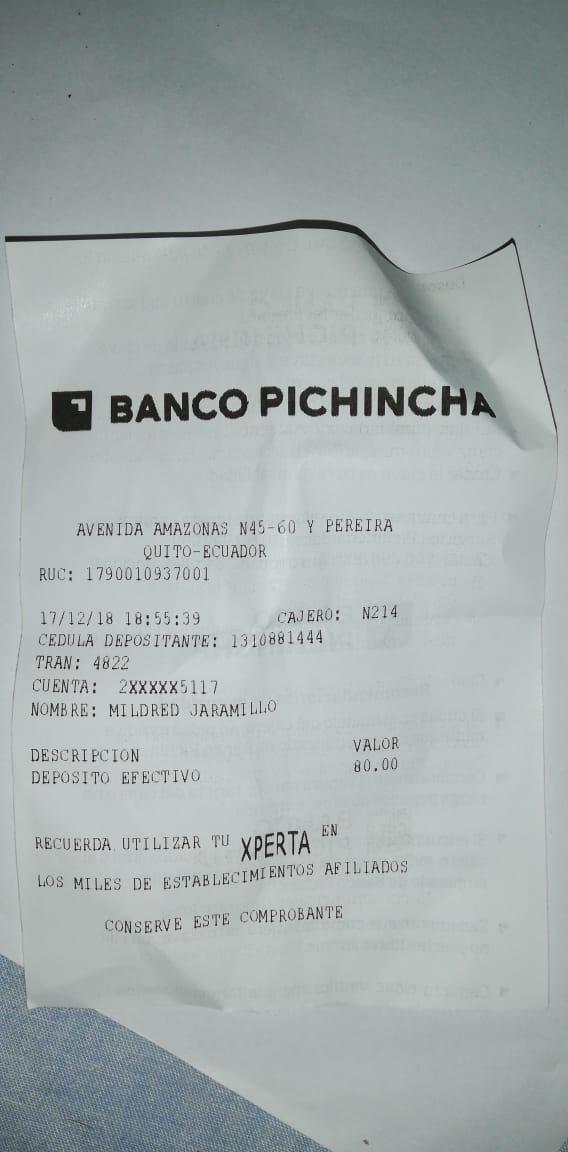 BANCO PICHINCHA
AVENIDA AMAZONAS N45-60 Y PEREIRA
QUITO-ECUADOR
RUC: 1790010937001
17/12/18 18:55:39 CAJERO: N214
CEDULA DEPOSITANTE: 1310881444
TRAN: 4822
CUENTA: 2XXXXX5117
NOMBRE: MILDRED JARAMILLO
DESCRIPCION VALOR
DEPOSITO EFECTIVO 80.00
RECUERDA UTILIZAR TU XPERTA EN
LOS MILES DE ESTABLECIMIENTOS AFILIADOS
CONSERVE ESTE COMPROBANTE